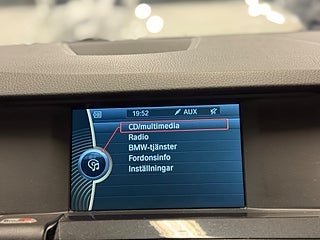 19:52 AUX
CD/multimedia
Radio
BMW-tjänster
Fordonsinfo
Inställningar